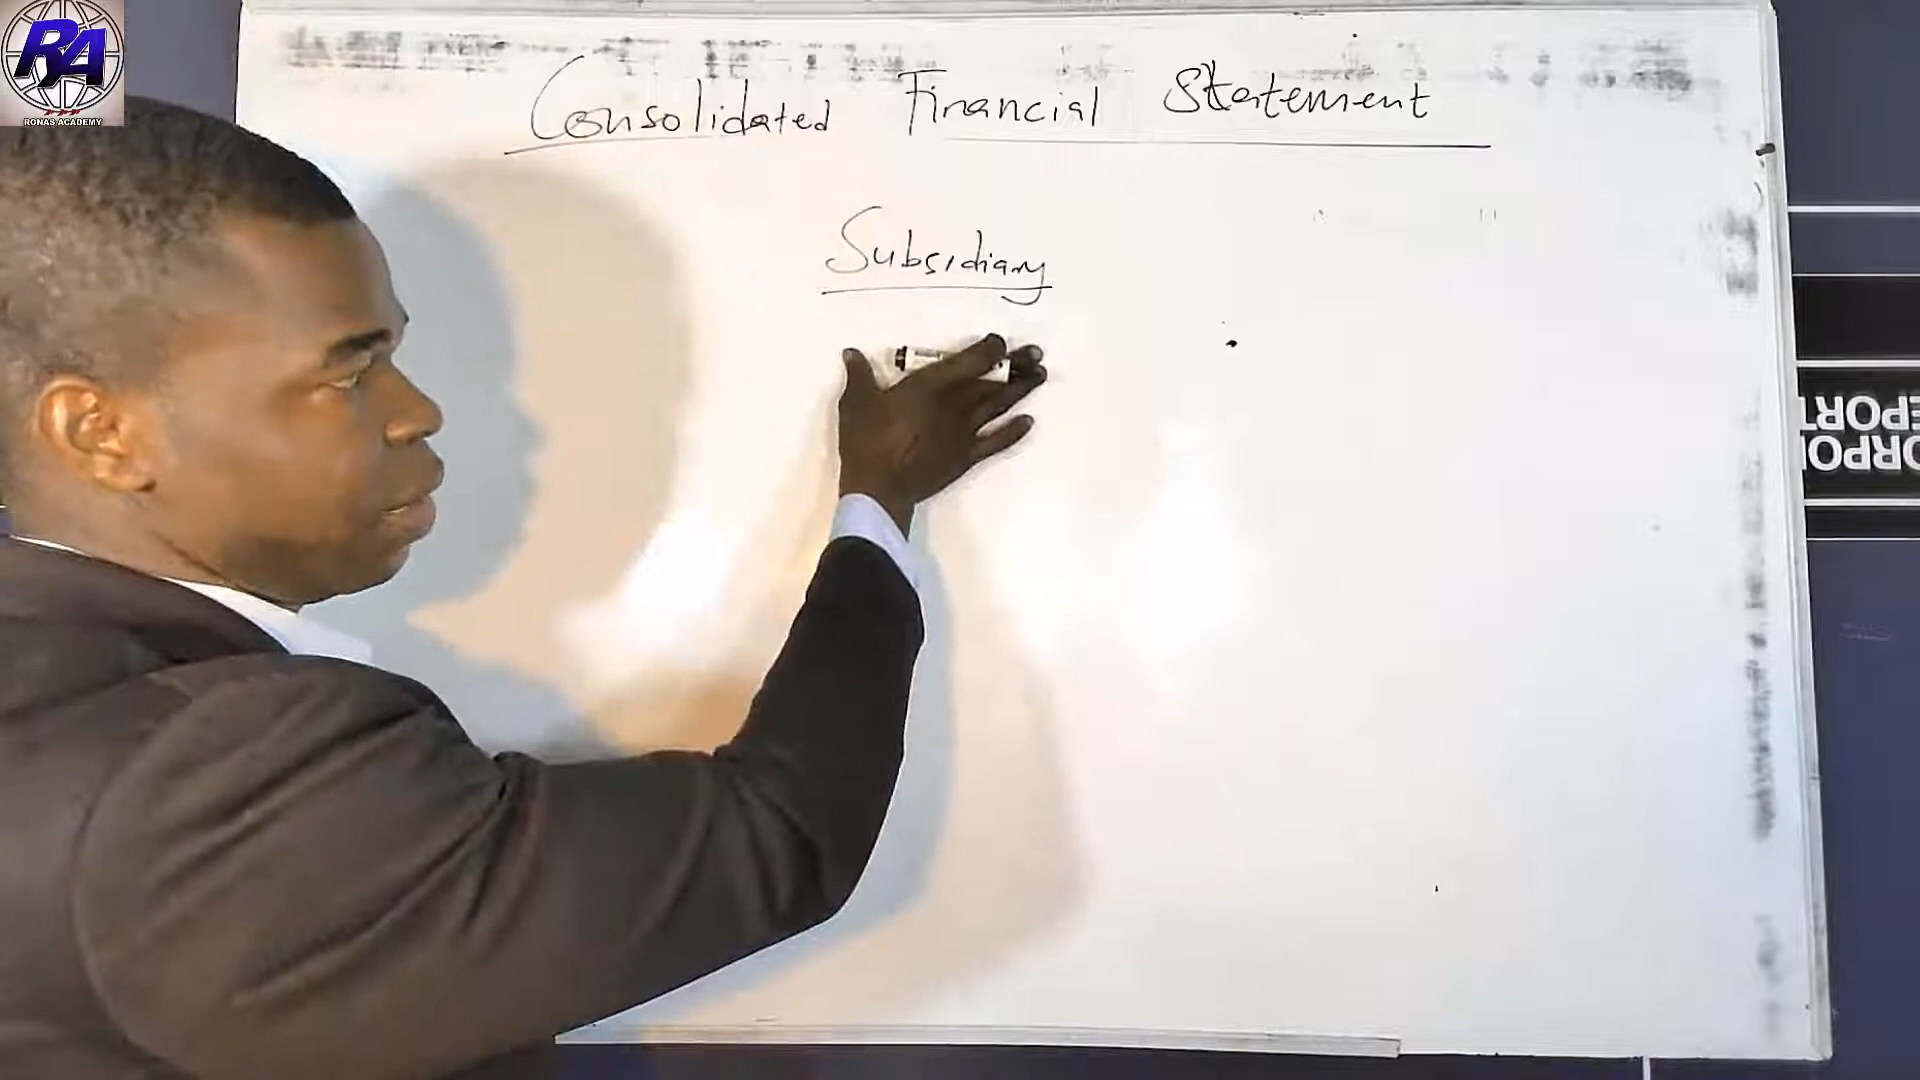 RA
RONAS ACADEMY
Consolidated Financial Statement
Subsidiary